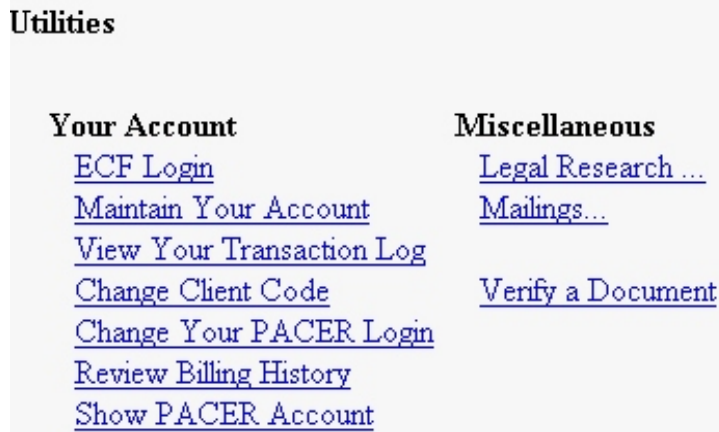 Utilities
Your Account
ECF Login
Maintain Your Account
View Your Transaction Log
Change Client Code
Change Your PACER Login
Review Billing History
Show PACER Account
Miscellaneous
Legal Research ...
Mailings...
Verify a Document